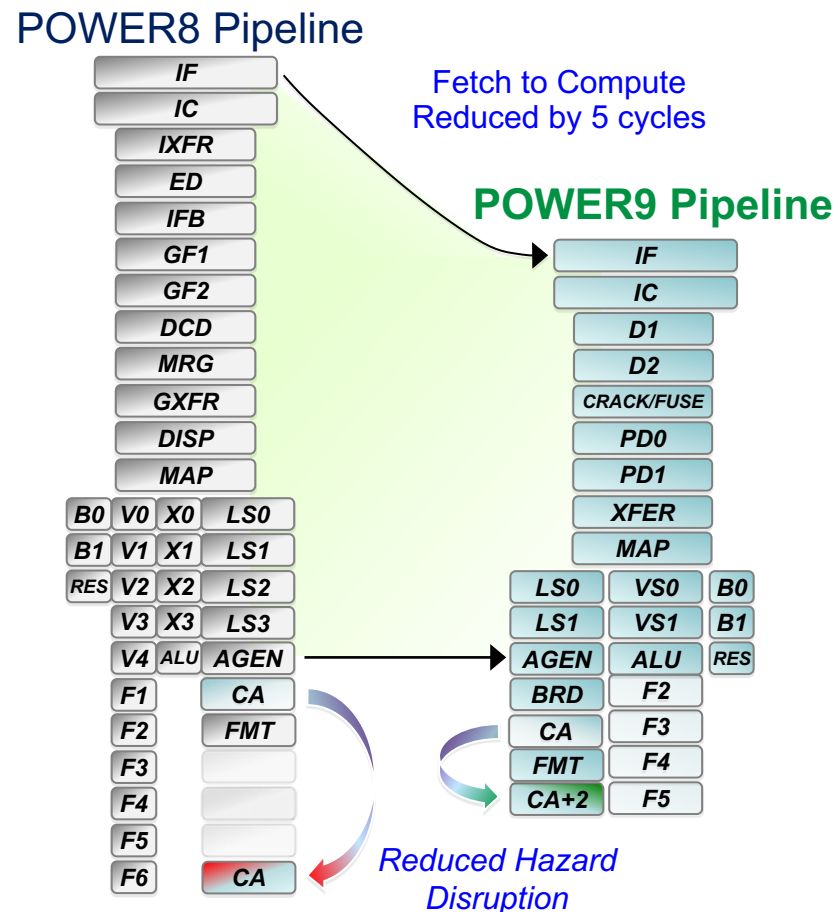 POWER8 Pipeline
IF
IC
IXFR
ED
IFB
GF1
GF2
DCD
MRG
GXFR
DISP
MAP
B0 V0 X0 LS0
B1 V1 X1 LS1
RES V2 X2 LS2
V3 X3 LS3
V4 ALU AGEN
F1 CA
F2 FMT
F3
F4
F5
F6 CA
Fetch to Compute
Reduced by 5 cycles
POWER9 Pipeline
IF
IC
D1
D2
CRACK/FUSE
PD0
PD1
XFER
MAP
LS0 VS0 B0
LS1 VS1 B1
AGEN ALU RES
BRD F2
CA F3
FMT F4
CA+2 F5
Reduced Hazard
Disruption